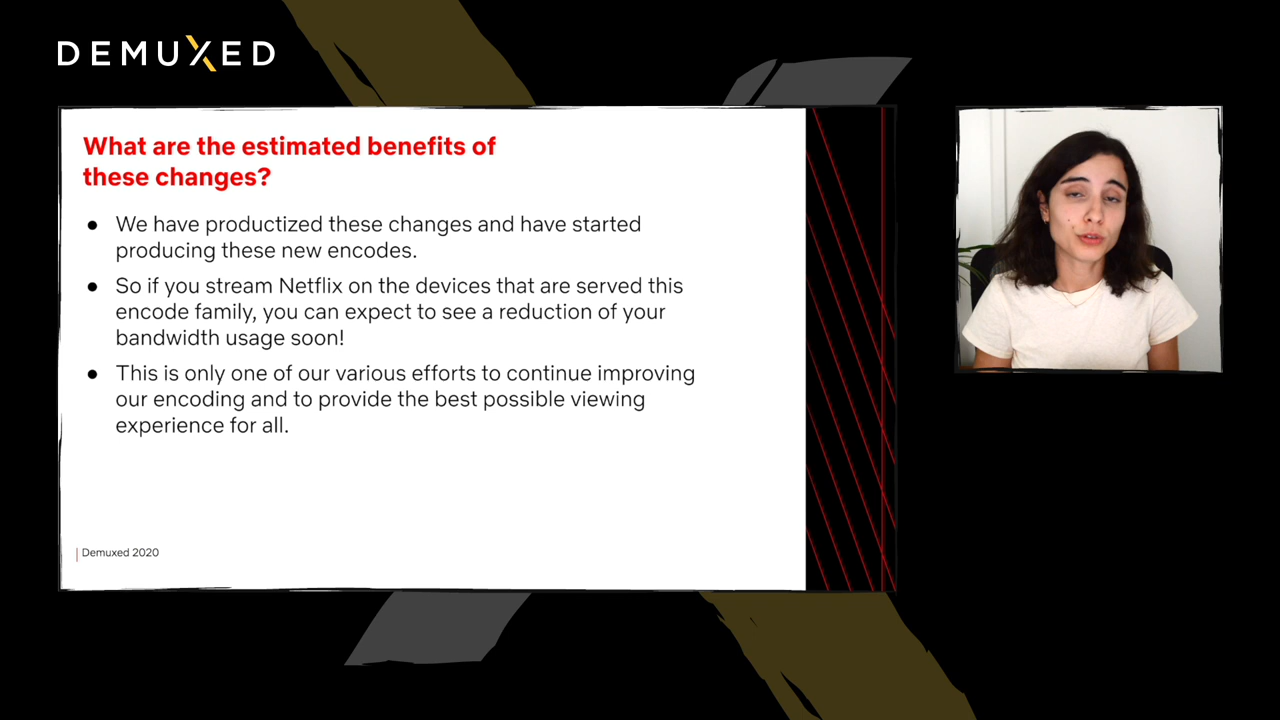 DEMUXED
What are the estimated benefits of
these changes?
● We have productized these changes and have started
producing these new encodes.
● So if you stream Netflix on the devices that are served this
encode family, you can expect to see a reduction of your
bandwidth usage soon!
● This is only one of our various efforts to continue improving
our encoding and to provide the best possible viewing
experience for all.
| Demuxed 2020